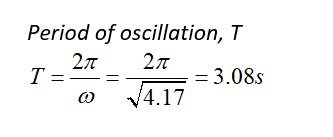 Period of oscillation, T
T = 2π/ω = 2π/√4.17 = 3.08s